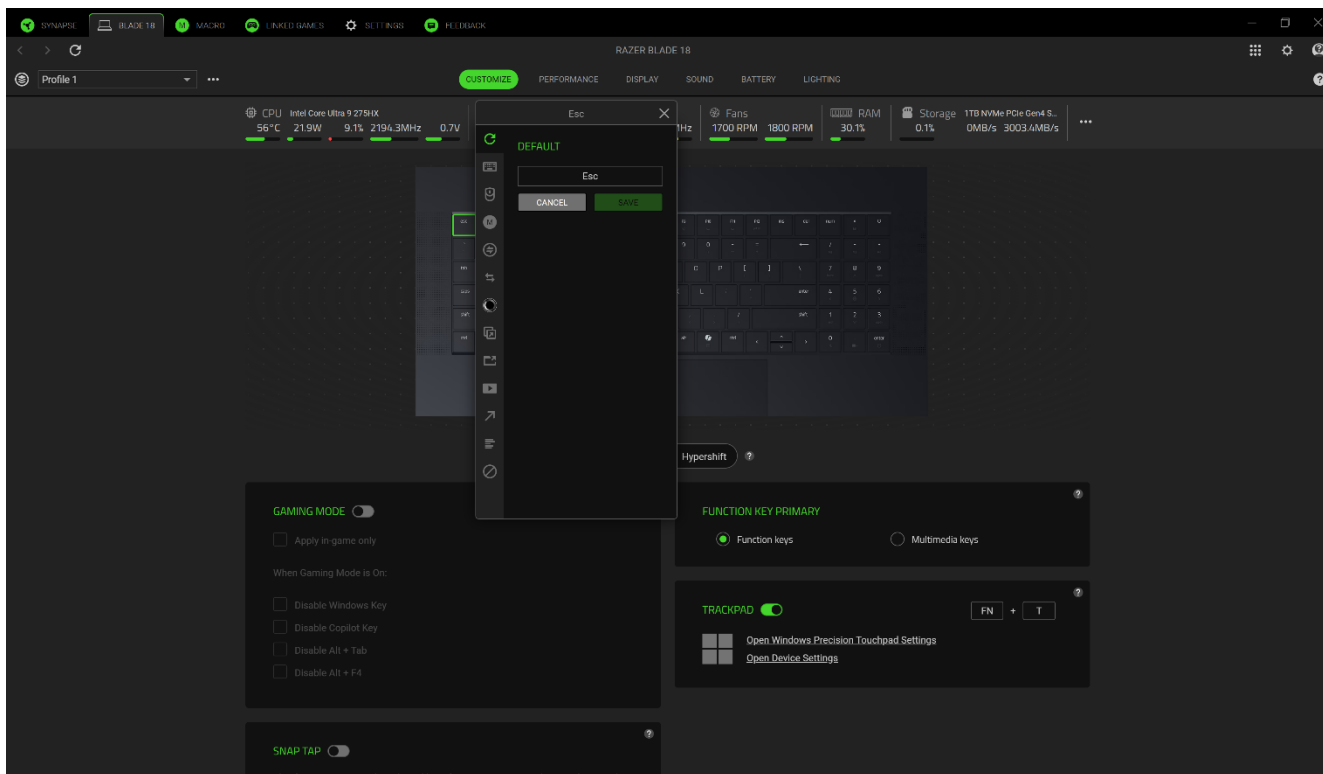 SYNAPSE BLADE 18 MACRO LINKED GAMES SETTINGS FEEDBACK
RAZER BLADE 18
Profile 1
CUSTOMIZE PERFORMANCE DISPLAY SOUND BATTERY LIGHTING
CPU Intel Core Ultra 9 275HX
56°C 21.9W 9.1% 2194.3MHz 0.7V
Fans
1700 RPM 1800 RPM
RAM
30.1%
Storage 1TB NVMe PCIe Gen4 S...
0.1% 0MB/s 3003.4MB/s
Esc
DEFAULT
Esc
CANCEL SAVE
Hypershift
GAMING MODE
Apply in-game only
When Gaming Mode is On:
Disable Windows Key
Disable Copilot Key
Disable Alt + Tab
Disable Alt + F4
SNAP TAP
FUNCTION KEY PRIMARY
Function keys Multimedia keys
TRACKPAD
FN + T
Open Windows Precision Touchpad Settings
Open Device Settings